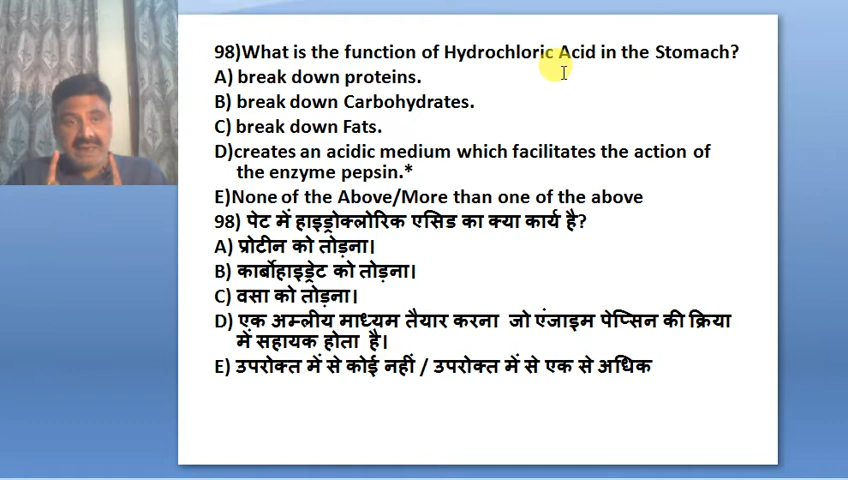 98)What is the function of Hydrochloric Acid in the Stomach?
A) break down proteins.
B) break down Carbohydrates.
C) break down Fats.
D)creates an acidic medium which facilitates the action of
the enzyme pepsin.*
E)None of the Above/More than one of the above
98) पेट में हाइड्रोक्लोरिक एसिड का क्या कार्य है?
A) प्रोटीन को तोड़ना।
B) कार्बोहाइड्रेट को तोड़ना।
C) वसा को तोड़ना।
D) एक अम्लीय माध्यम तैयार करना जो एंजाइम पेप्सिन की क्रिया
में सहायक होता है।
E) उपरोक्त में से कोई नहीं / उपरोक्त में से एक से अधिक